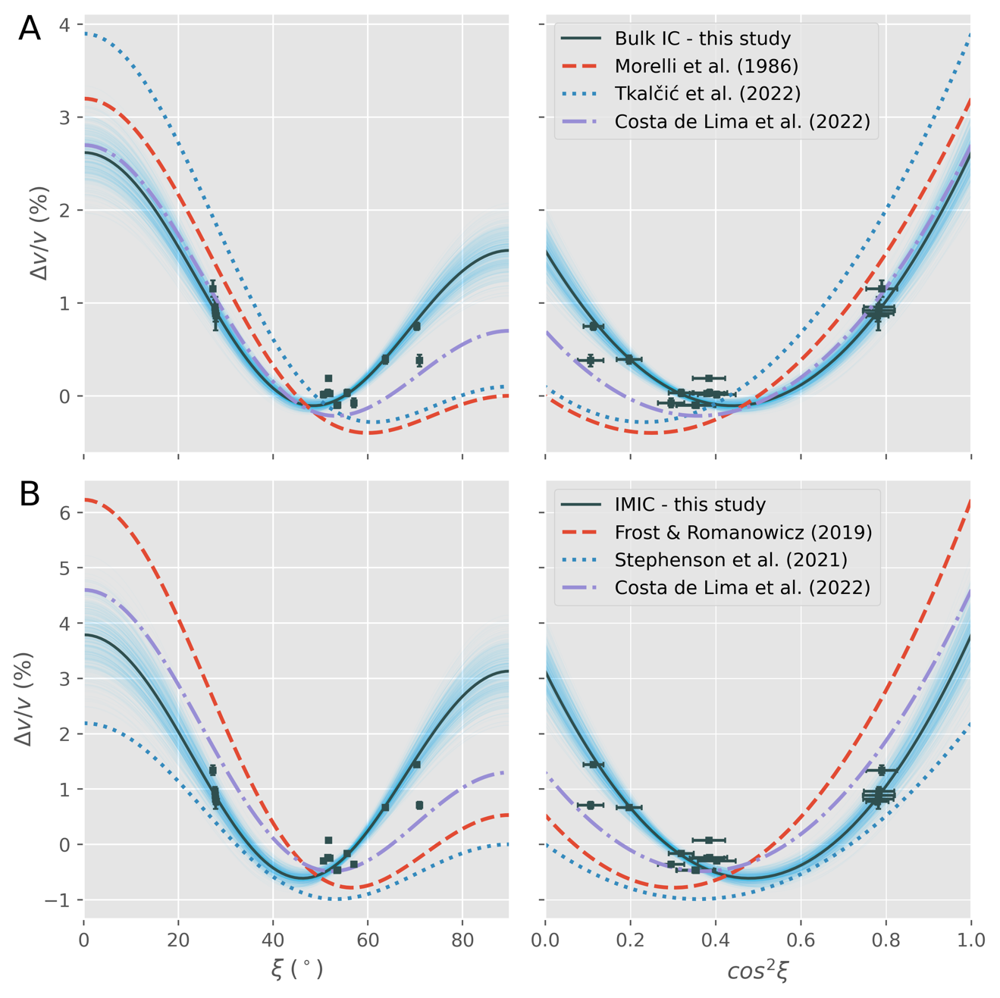 A
4
3
2
1
0
Δv/v (%)
Bulk IC - this study
Morelli et al. (1986)
Tkalčić et al. (2022)
Costa de Lima et al. (2022)
B
6
5
4
3
2
1
0
−1
Δv/v (%)
IMIC - this study
Frost & Romanowicz (2019)
Stephenson et al. (2021)
Costa de Lima et al. (2022)
0 20 40 60 80
ξ (°)
0.0 0.2 0.4 0.6 0.8 1.0
cos²ξ